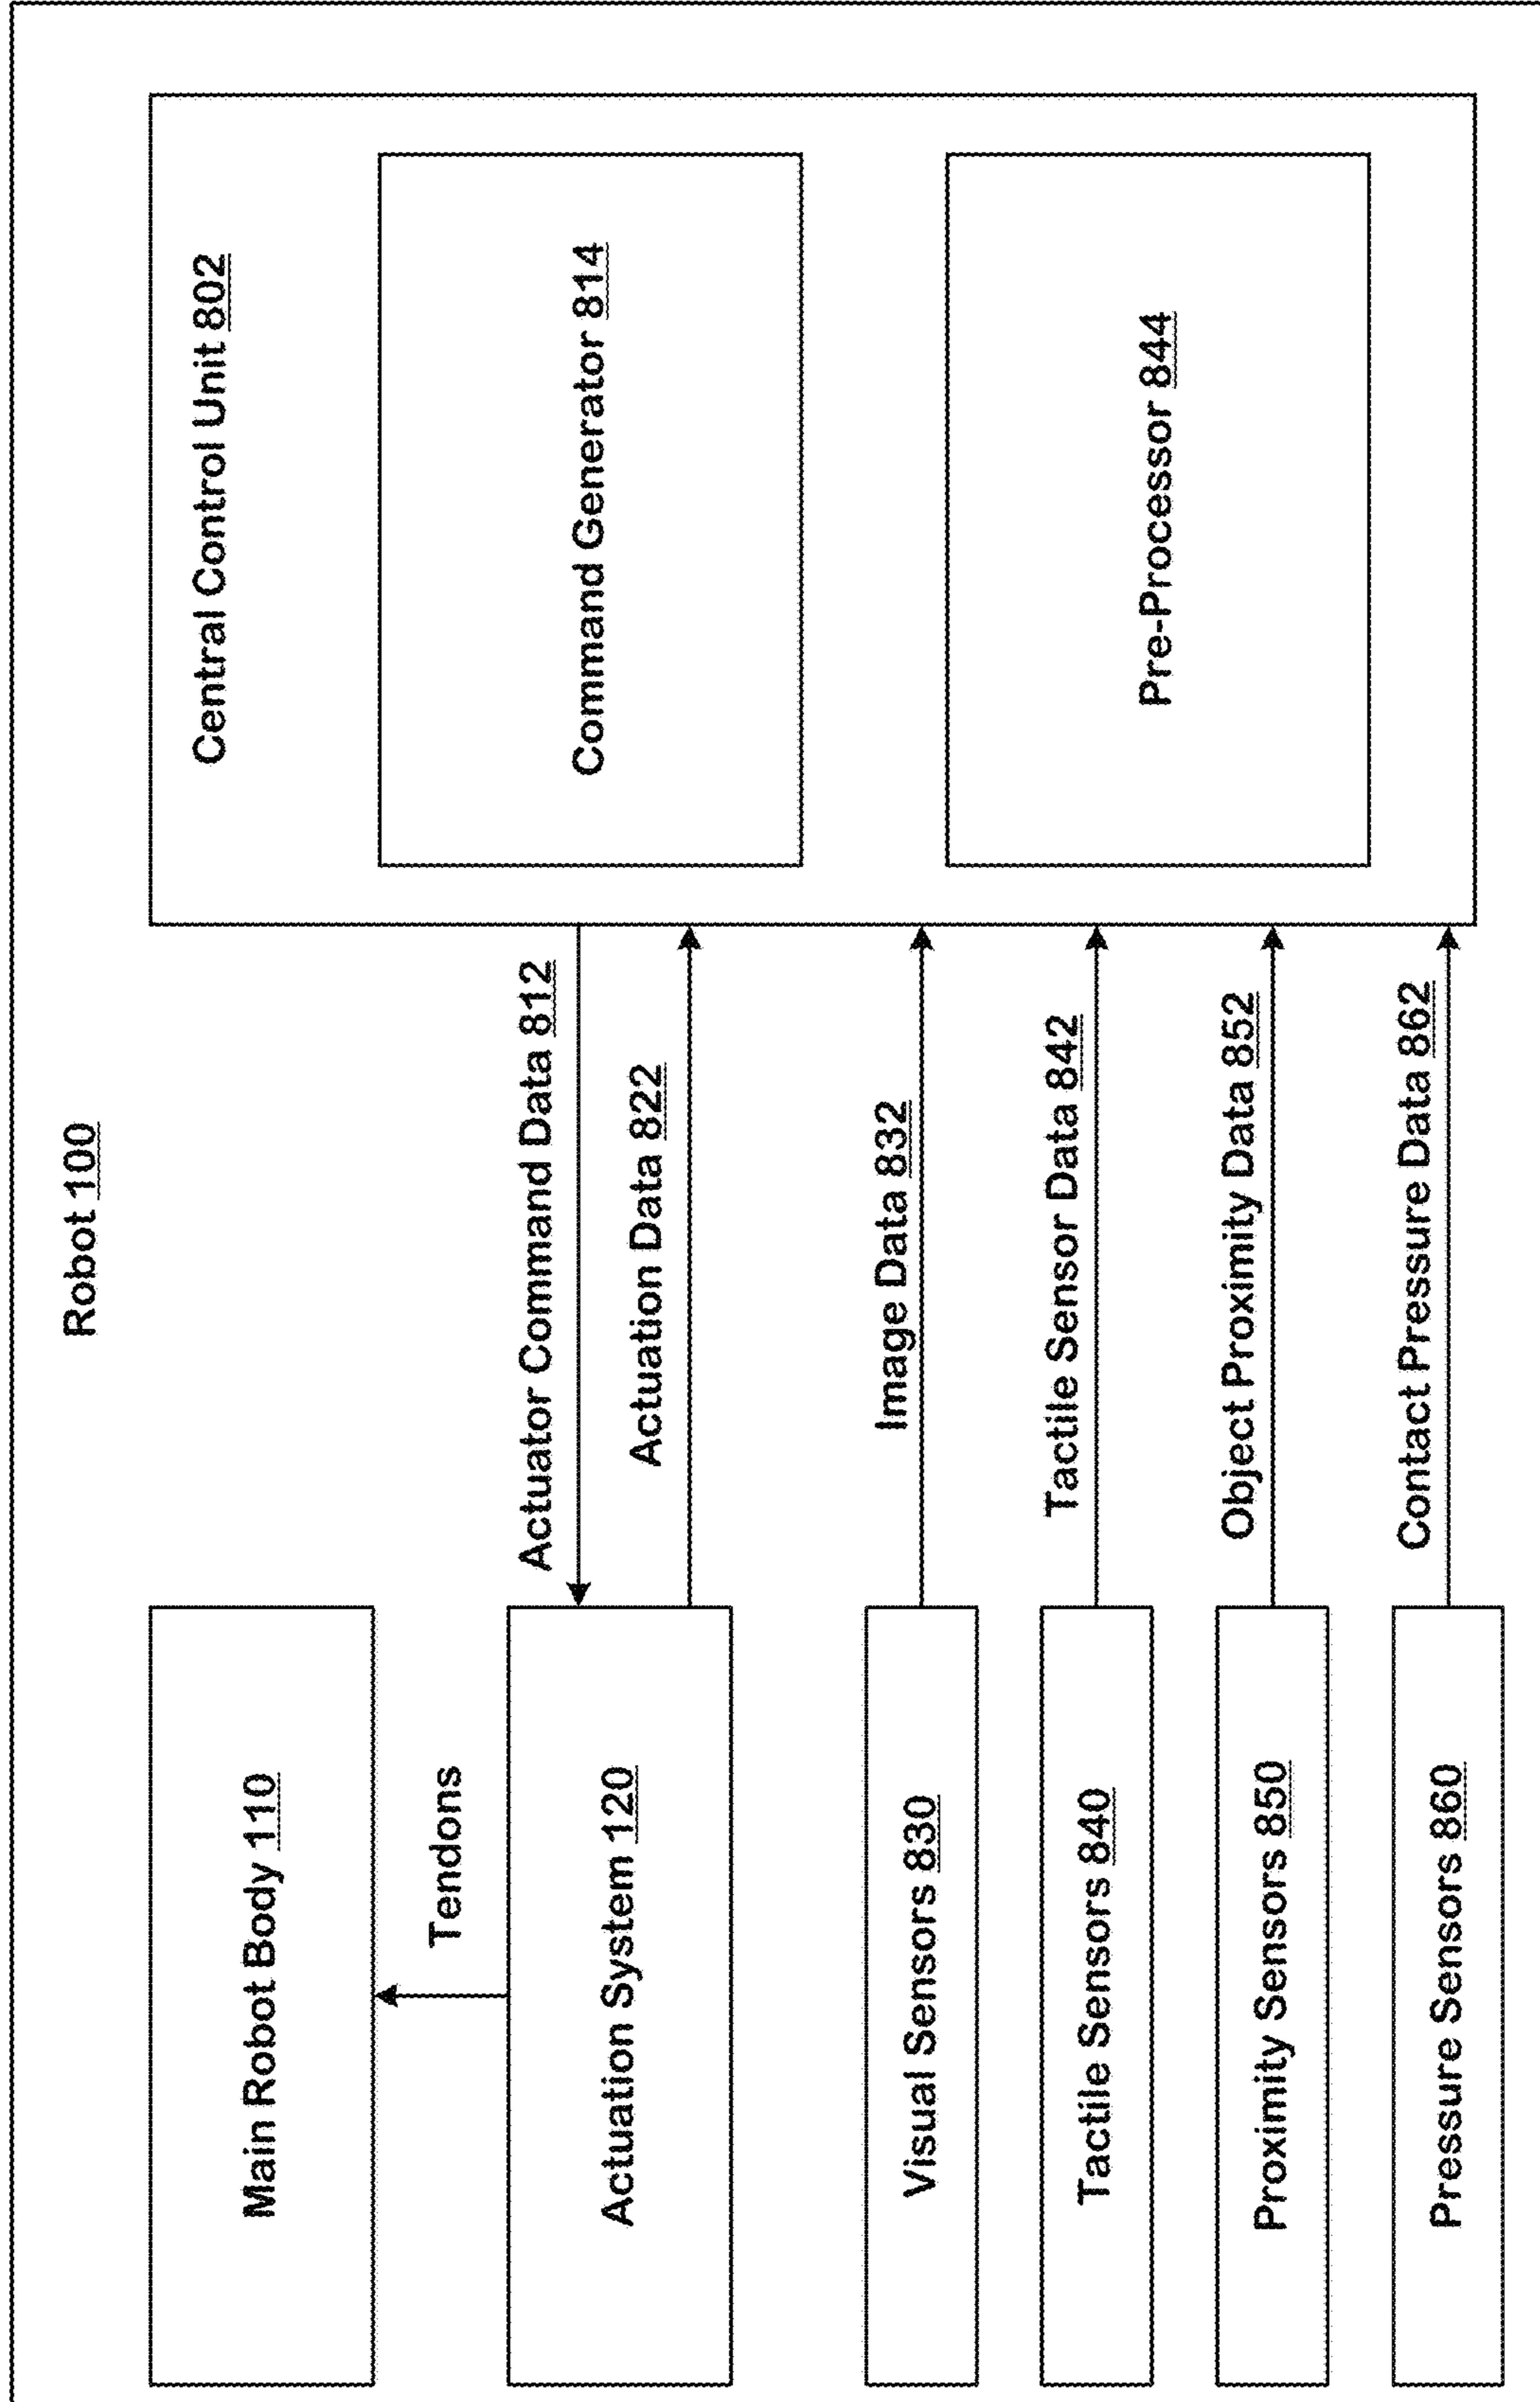 Robot 100
Main Robot Body 110
Tendons
Actuation System 120
Visual Sensors 830
Tactile Sensors 840
Proximity Sensors 850
Pressure Sensors 860
Actuator Command Data 812
Actuation Data 822
Image Data 832
Tactile Sensor Data 842
Object Proximity Data 852
Contact Pressure Data 862
Central Control Unit 802
Command Generator 814
Pre-Processor 844